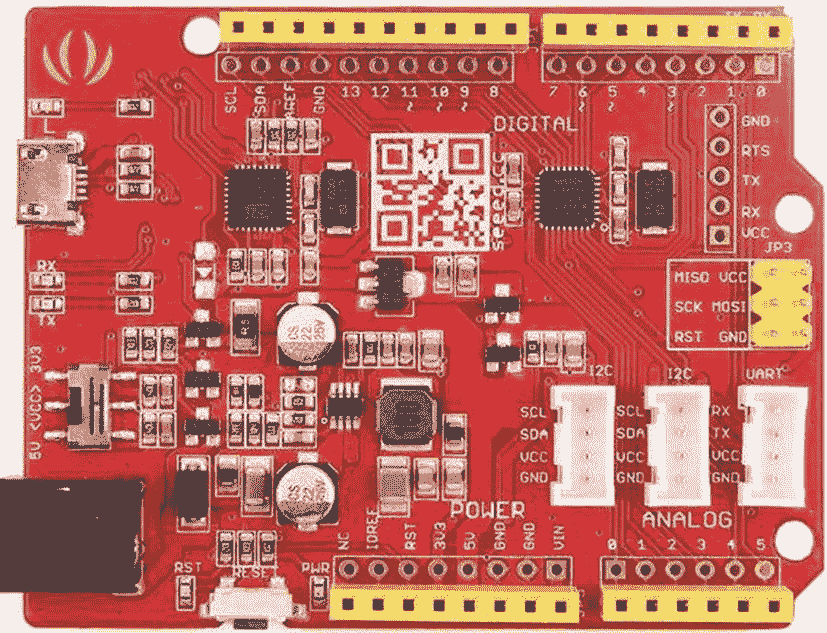 SCL SDA AREF GND 13 12 11 10 9 8
7 6 5 4 3 2 1 0
L
DIGITAL
seeed.cc
GND
RTS
TX
RX
VCC
JP3
MISO VCC
SCK MOSI
RST GND
RX
TX
3V3
<VCC>
5V
I2C
SCL
SDA
VCC
GND
I2C
SCL
SDA
VCC
GND
UART
RX
TX
VCC
GND
POWER
NC IOREF RST 3V3 5V GND GND VIN
ANALOG
0 1 2 3 4 5
RST
RESET
PWR